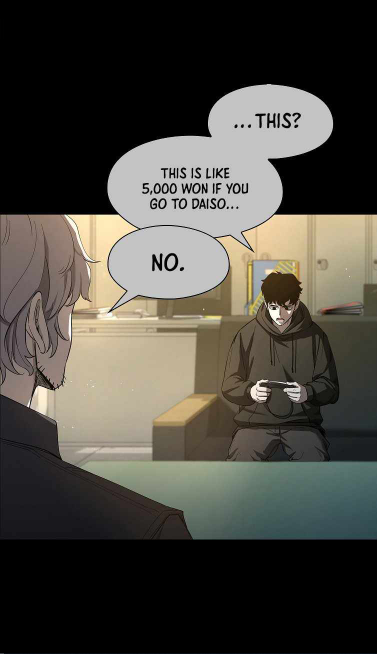 ...THIS?
THIS IS LIKE
5,000 WON IF YOU
GO TO DAISO...
NO.